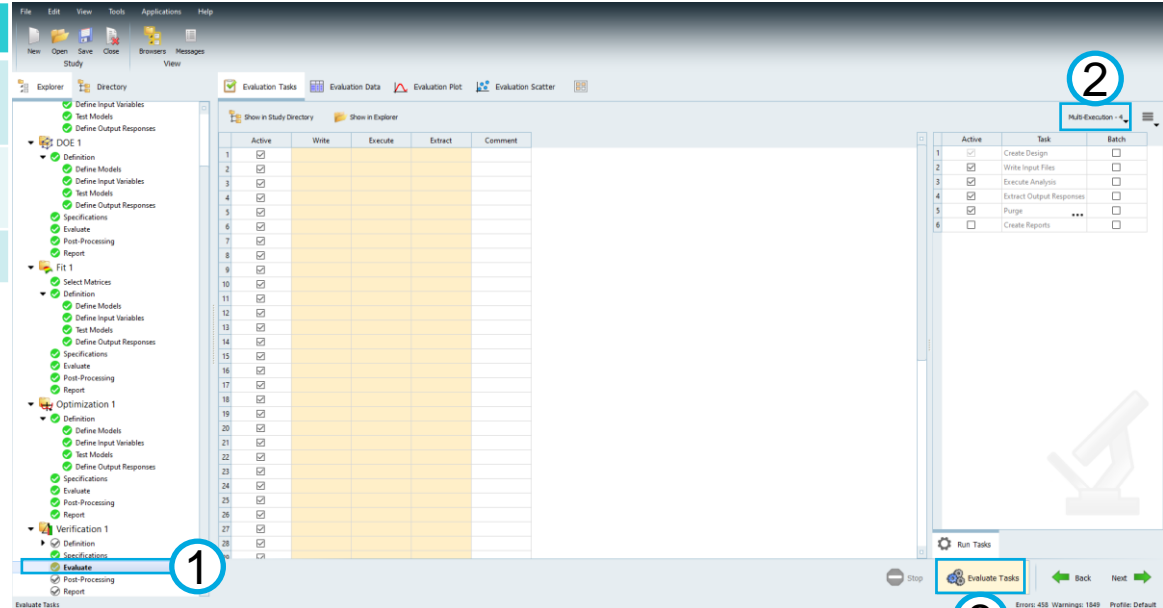 File Edit View Tools Applications Help
New Open Save Close Browsers Messages
Study View
Explorer Directory
Define Input Variables
Test Models
Define Output Responses
DOE 1
Definition
Define Models
Define Input Variables
Test Models
Define Output Responses
Specifications
Evaluate
Post-Processing
Report
Fit 1
Select Matrices
Definition
Define Models
Define Input Variables
Test Models
Define Output Responses
Specifications
Evaluate
Post-Processing
Report
Optimization 1
Definition
Define Models
Define Input Variables
Test Models
Define Output Responses
Specifications
Evaluate
Post-Processing
Report
Verification 1
Definition
Specifications
Evaluate
Post-Processing
Report
1
Evaluate Tasks
Evaluation Tasks Evaluation Data Evaluation Plot Evaluation Scatter
Show in Study Directory Show in Explorer
Active Write Execute Extract Comment
1
2
3
4
5
6
7
8
9
10
11
12
13
14
15
16
17
18
19
20
21
22
23
24
25
26
27
28
2
Multi-Execution - 4
Active Task Batch
1 Create Design
2 Write Input Files
3 Execute Analysis
4 Extract Output Responses
5 Purge ...
6 Create Reports
Run Tasks
Stop Evaluate Tasks Back Next
Errors: 458 Warnings: 1849 Profile: Default